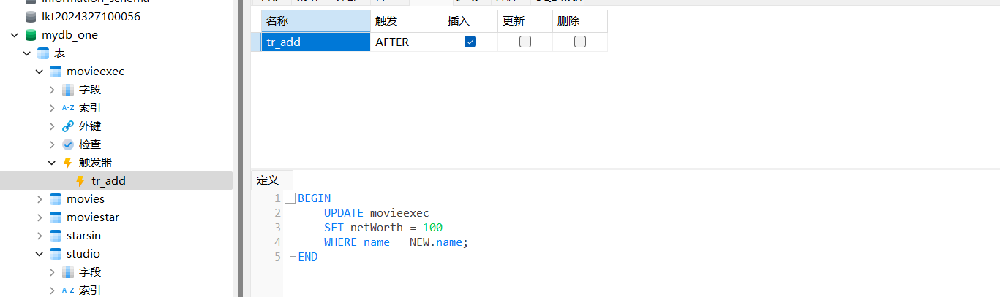 information_schema
lkt2024327100056
mydb_one
表
movieexec
字段
A-Z 索引
外键
检查
触发器
tr_add
movies
moviestar
starsin
studio
字段
A-Z 索引
名称 触发 插入 更新 删除
tr_add AFTER
定义
1 BEGIN
2 UPDATE movieexec
3 SET netWorth = 100
4 WHERE name = NEW.name;
5 END